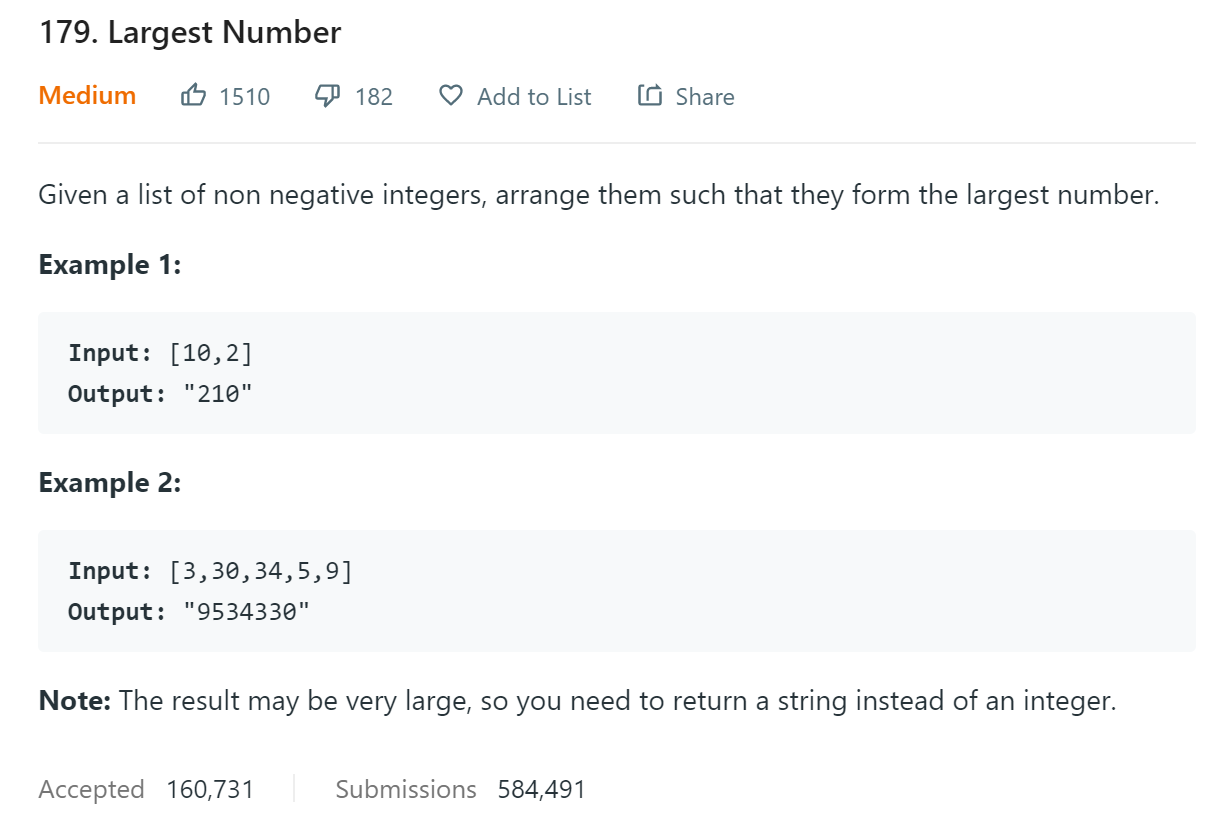 179. Largest Number
Medium 1510 182 Add to List Share
Given a list of non negative integers, arrange them such that they form the largest number.
Example 1:
Input: [10,2]
Output: "210"
Example 2:
Input: [3,30,34,5,9]
Output: "9534330"
Note: The result may be very large, so you need to return a string instead of an integer.
Accepted 160,731 Submissions 584,491